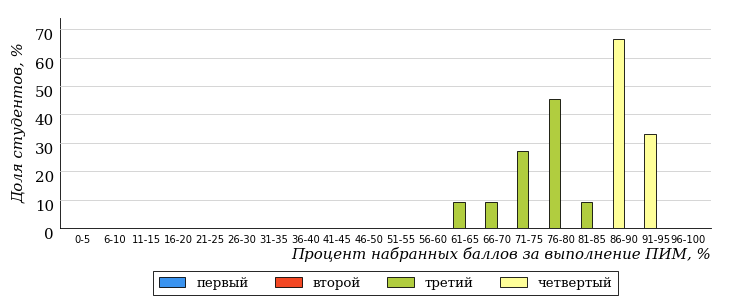 Доля студентов, %
70
60
50
40
30
20
10
0
0-5 6-10 11-15 16-20 21-25 26-30 31-35 36-40 41-45 46-50 51-55 56-60 61-65 66-70 71-75 76-80 81-85 86-90 91-95 96-100
Процент набранных баллов за выполнение ПИМ, %
первый второй третий четвертый